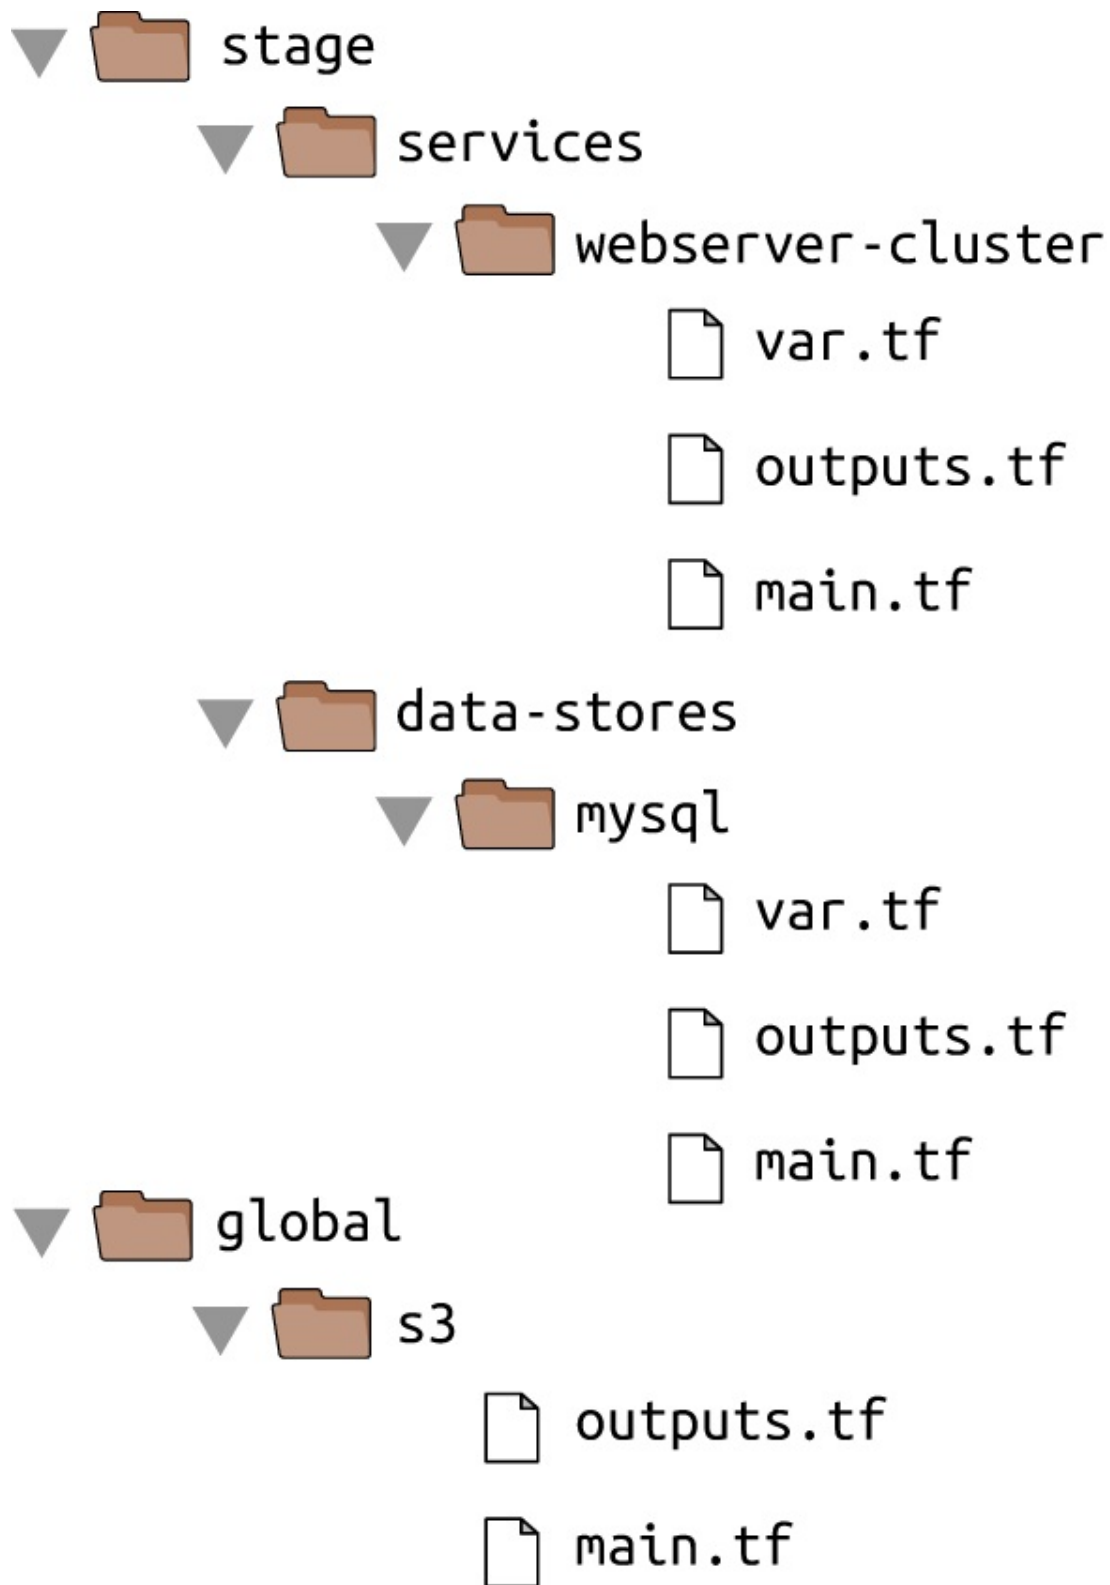 stage
services
webserver-cluster
var.tf
outputs.tf
main.tf
data-stores
mysql
var.tf
outputs.tf
main.tf
global
s3
outputs.tf
main.tf